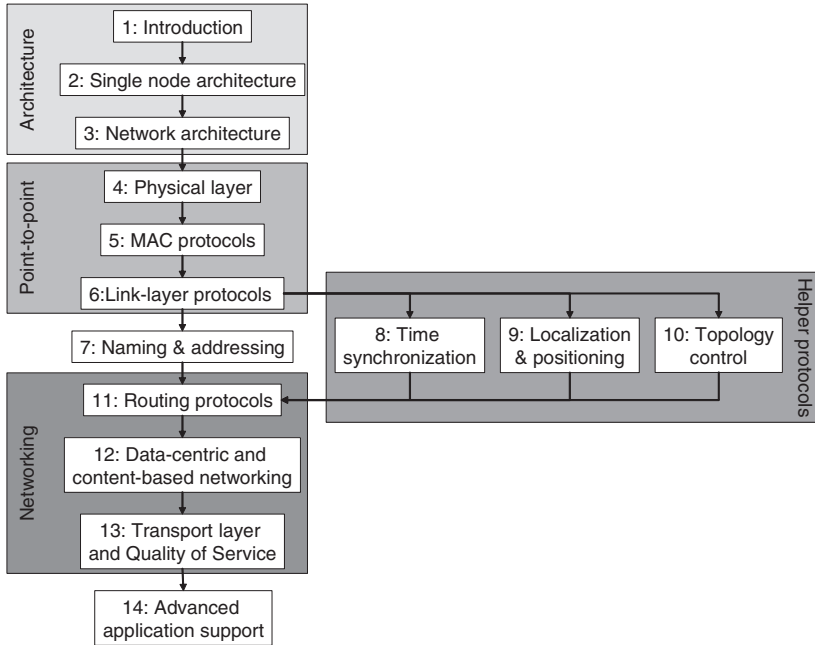 Architecture
1: Introduction
2: Single node architecture
3: Network architecture
Point-to-point
4: Physical layer
5: MAC protocols
6:Link-layer protocols
7: Naming & addressing
Helper protocols
8: Time
synchronization
9: Localization
& positioning
10: Topology
control
Networking
11: Routing protocols
12: Data-centric and
content-based networking
13: Transport layer
and Quality of Service
14: Advanced
application support